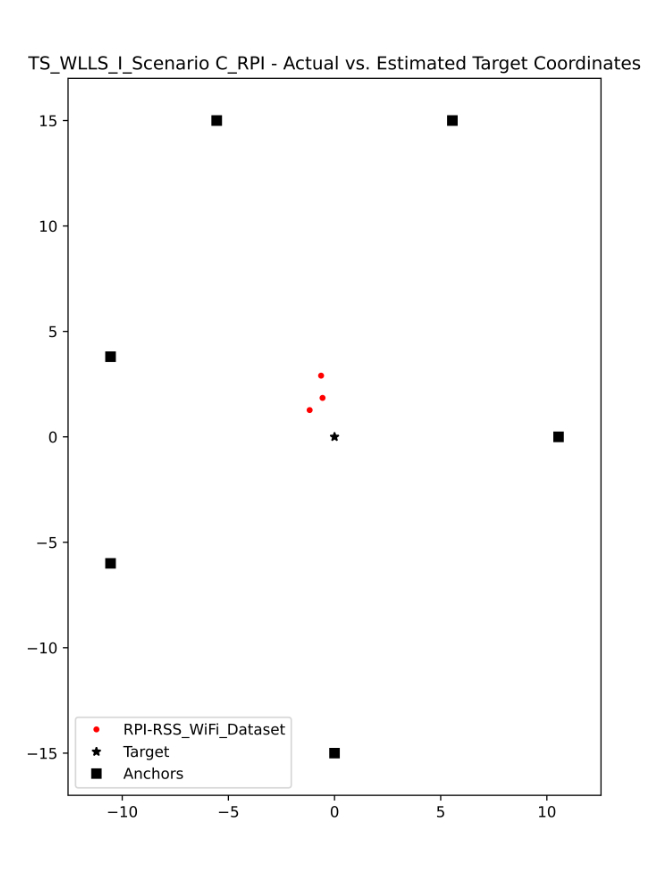 TS_WLLS_I_Scenario C_RPI - Actual vs. Estimated Target Coordinates
15
10
5
0
−5
−10
−15
RPI-RSS_WiFi_Dataset
Target
Anchors
−10 −5 0 5 10